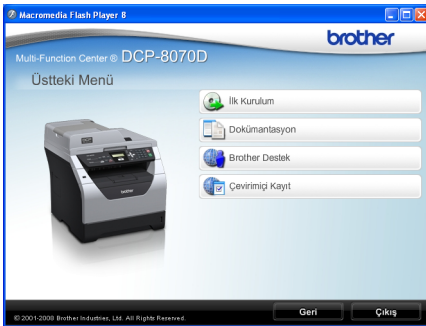 Macromedia Flash Player 8
brother
Multi-Function Center ® DCP-8070D
Üstteki Menü
İlk Kurulum
Dokümantasyon
Brother Destek
Çevirimiçi Kayıt
brother
© 2001-2008 Brother Industries, Ltd. All Rights Reserved.
Geri
Çıkış